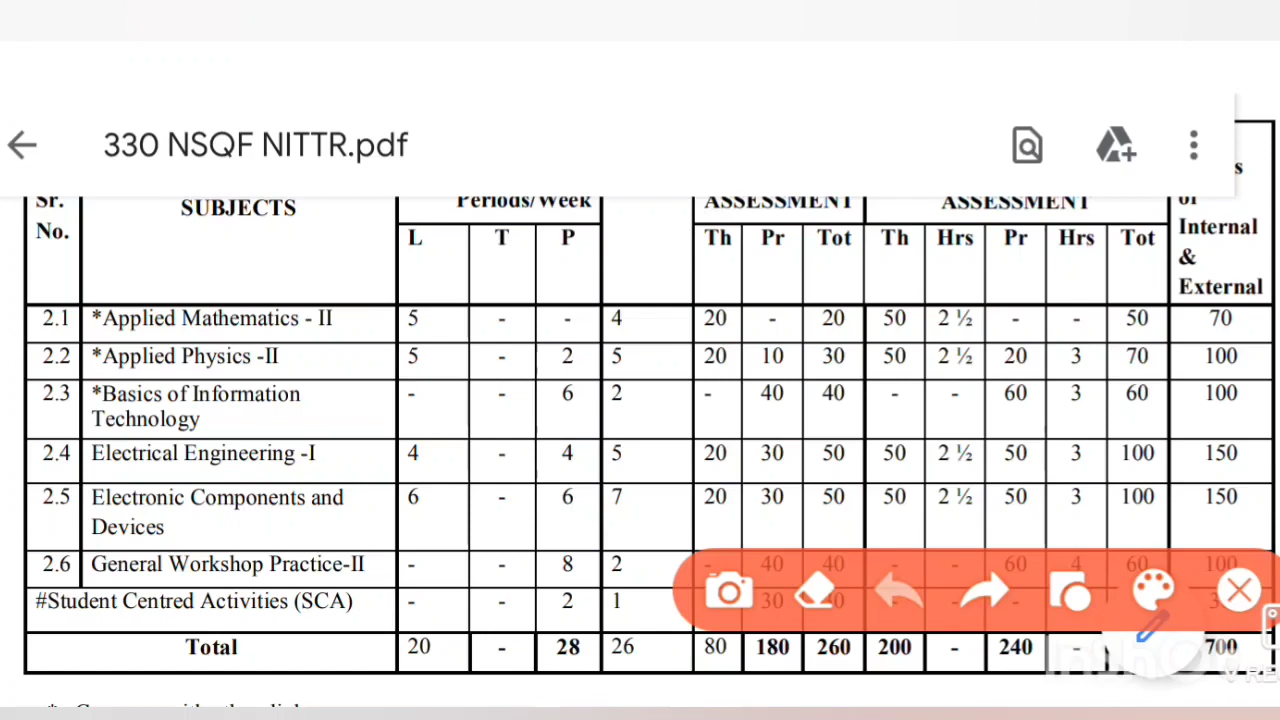 330 NSQF NITTR.pdf
Sr. No. SUBJECTS Periods/Week ASSESSMENT ASSESSMENT of Internal & External
L T P Th Pr Tot Th Hrs Pr Hrs Tot
2.1 *Applied Mathematics - II 5 - - 4 20 - 20 50 2 ½ - - 50 70
2.2 *Applied Physics -II 5 - 2 5 20 10 30 50 2 ½ 20 3 70 100
2.3 *Basics of Information Technology - - 6 2 - 40 40 - - 60 3 60 100
2.4 Electrical Engineering -I 4 - 4 5 20 30 50 50 2 ½ 50 3 100 150
2.5 Electronic Components and Devices 6 - 6 7 20 30 50 50 2 ½ 50 3 100 150
2.6 General Workshop Practice-II - - 8 2 - 40 40 - - 60 4 60 100
#Student Centred Activities (SCA) - - 2 1 30
Total 20 - 28 26 80 180 260 200 - 240 - 700